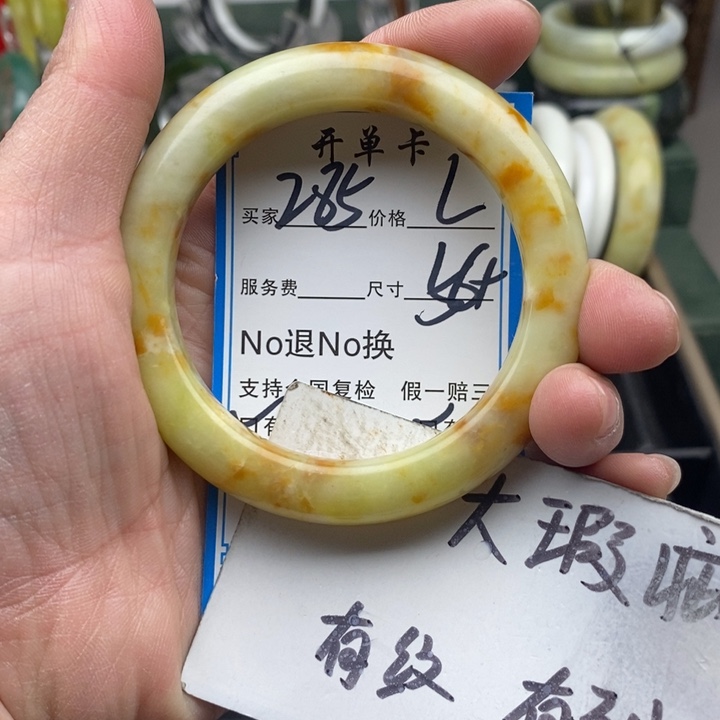 开单卡
买家 285 价格 L
服务费 尺寸
No退No换
支持全国复检 假一赔三
大瑕疵
有纹